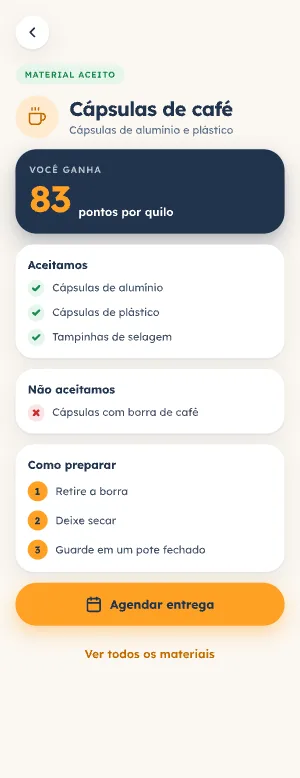 MATERIAL ACEITO
Cápsulas de café
Cápsulas de alumínio e plástico
VOCÊ GANHA
83 pontos por quilo
Aceitamos
Cápsulas de alumínio
Cápsulas de plástico
Tampinhas de selagem
Não aceitamos
Cápsulas com borra de café
Como preparar
1 Retire a borra
2 Deixe secar
3 Guarde em um pote fechado
Agendar entrega
Ver todos os materiais